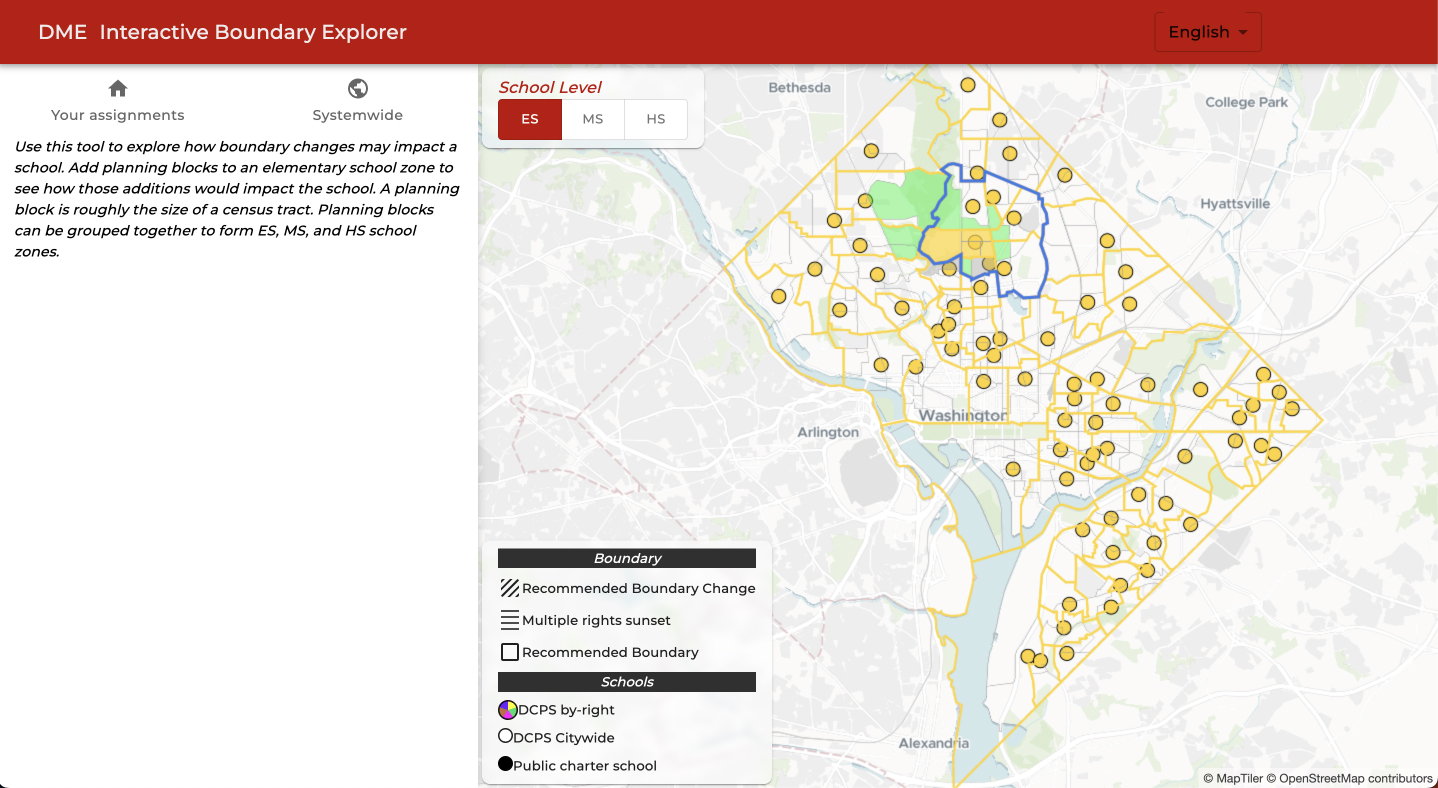 DME Interactive Boundary Explorer
English
Your assignments
Systemwide
Use this tool to explore how boundary changes may impact a
school. Add planning blocks to an elementary school zone to
see how those additions would impact the school. A planning
block is roughly the size of a census tract. Planning blocks
can be grouped together to form ES, MS, and HS school
zones.
School Level
ES
MS
HS
Bethesda
College Park
Hyattsville
Washington
Arlington
Alexandria
Boundary
Recommended Boundary Change
Multiple rights sunset
Recommended Boundary
Schools
DCPS by-right
DCPS Citywide
Public charter school
© MapTiler © OpenStreetMap contributors